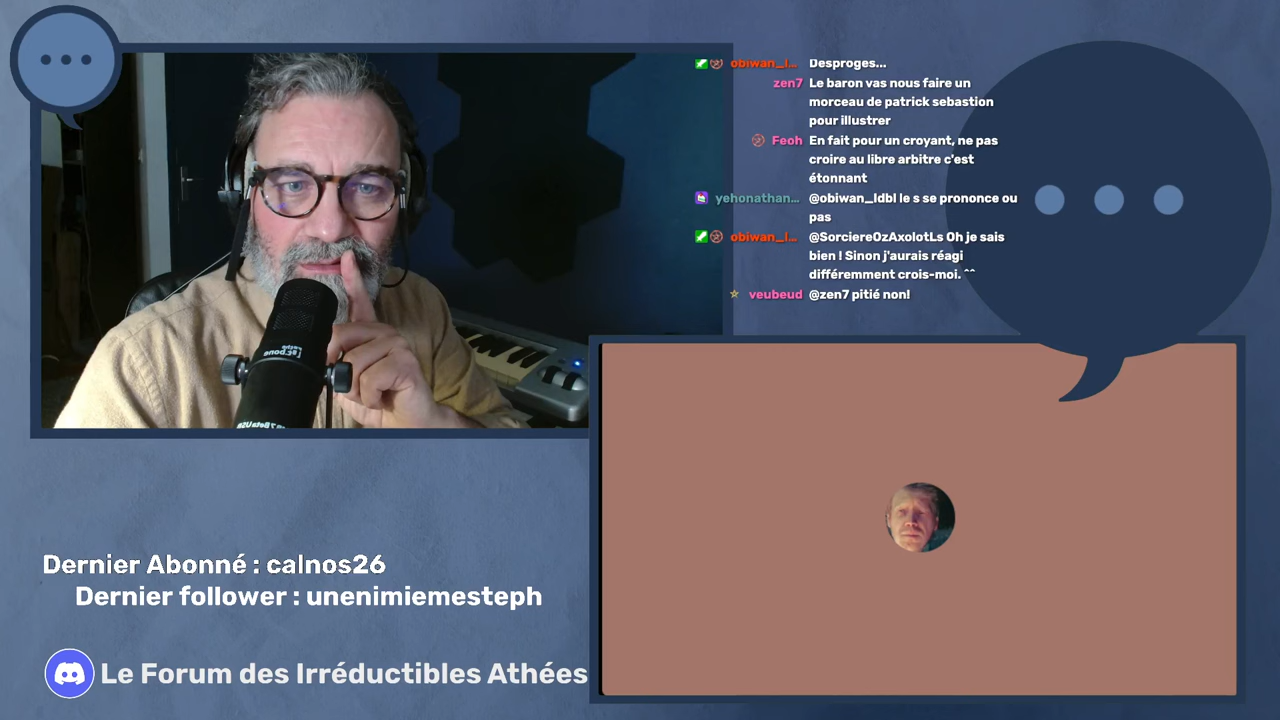 obiwan_l... Desproges...
zen7 Le baron vas nous faire un
morceau de patrick sebastion
pour illustrer
Feoh En fait pour un croyant, ne pas
croire au libre arbitre c'est
étonnant
yehonathan... @obiwan_ldbl le s se prononce ou
pas
obiwan_l... @SorciereOzAxolotLs Oh je sais
bien ! Sinon j'aurais réagi
différemment crois-moi. ^^
veubeud @zen7 pitié non!
Dernier Abonné : calnos26
Dernier follower : unenimiemesteph
Le Forum des Irréductibles Athées